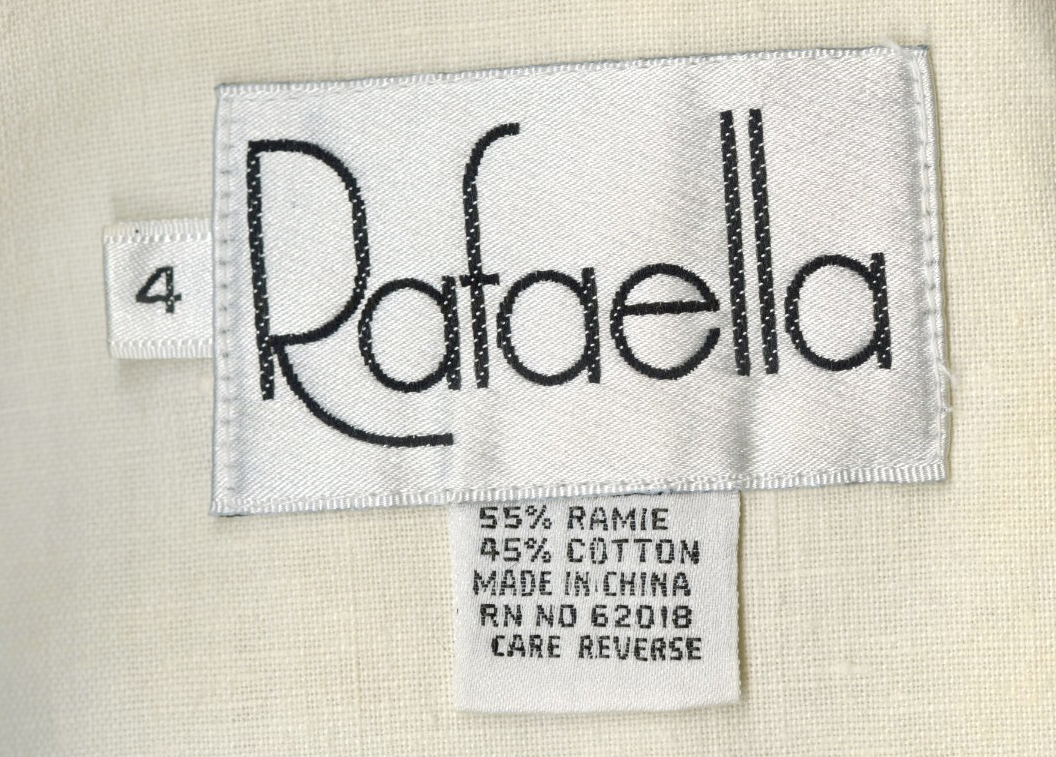 Rafaella
4
55% RAMIE
45% COTTON
MADE IN CHINA
RN NO 62018
CARE REVERSE